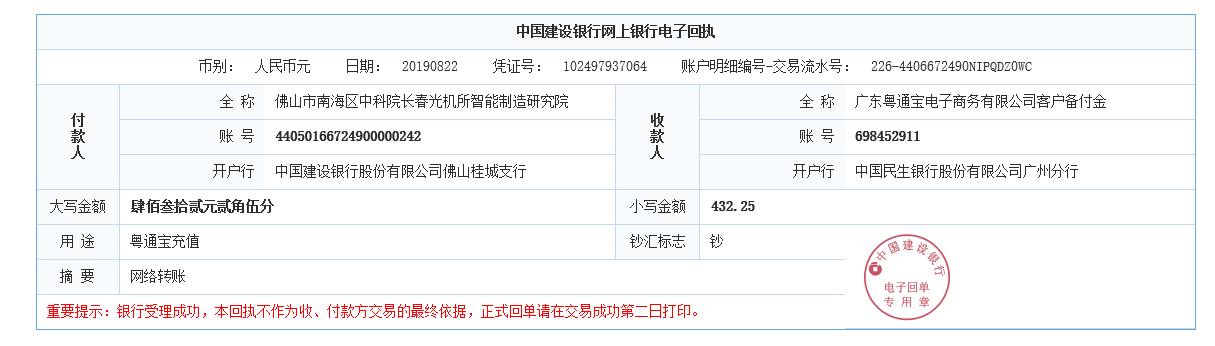 中国建设银行网上银行电子回执
币别： 人民币元 日期： 20190822 凭证号： 102497937064 账户明细编号-交易流水号： 226-4406672490NIPQDZ0WC
付款人 全 称 佛山市南海区中科院长春光机所智能制造研究院 收款人 全 称 广东粤通宝电子商务有限公司客户备付金
账 号 44050166724900000242 账 号 698452911
开户行 中国建设银行股份有限公司佛山桂城支行 开户行 中国民生银行股份有限公司广州分行
大写金额 肆佰叁拾贰元贰角伍分 小写金额 432.25
用 途 粤通宝充值 钞汇标志 钞
摘 要 网络转账
中国建设银行
电子回单
专用章
重要提示：银行受理成功，本回执不作为收、付款方交易的最终依据，正式回单请在交易成功第二日打印。